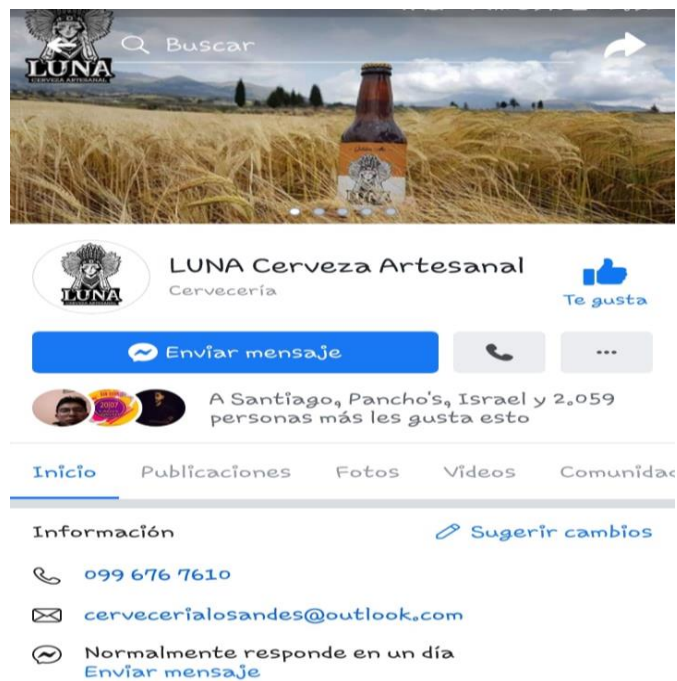 LUNA
CERVEZA ARTESANAL
Buscar
LUNA
LUNA Cerveza Artesanal
Cervecería
Te gusta
Enviar mensaje
A Santiago, Pancho's, Israel y 2.059
personas más les gusta esto
Inicio Publicaciones Fotos Videos Comunidad
Información
Sugerir cambios
099 676 7610
cervecerialosandes@outlook.com
Normalmente responde en un día
Enviar mensaje